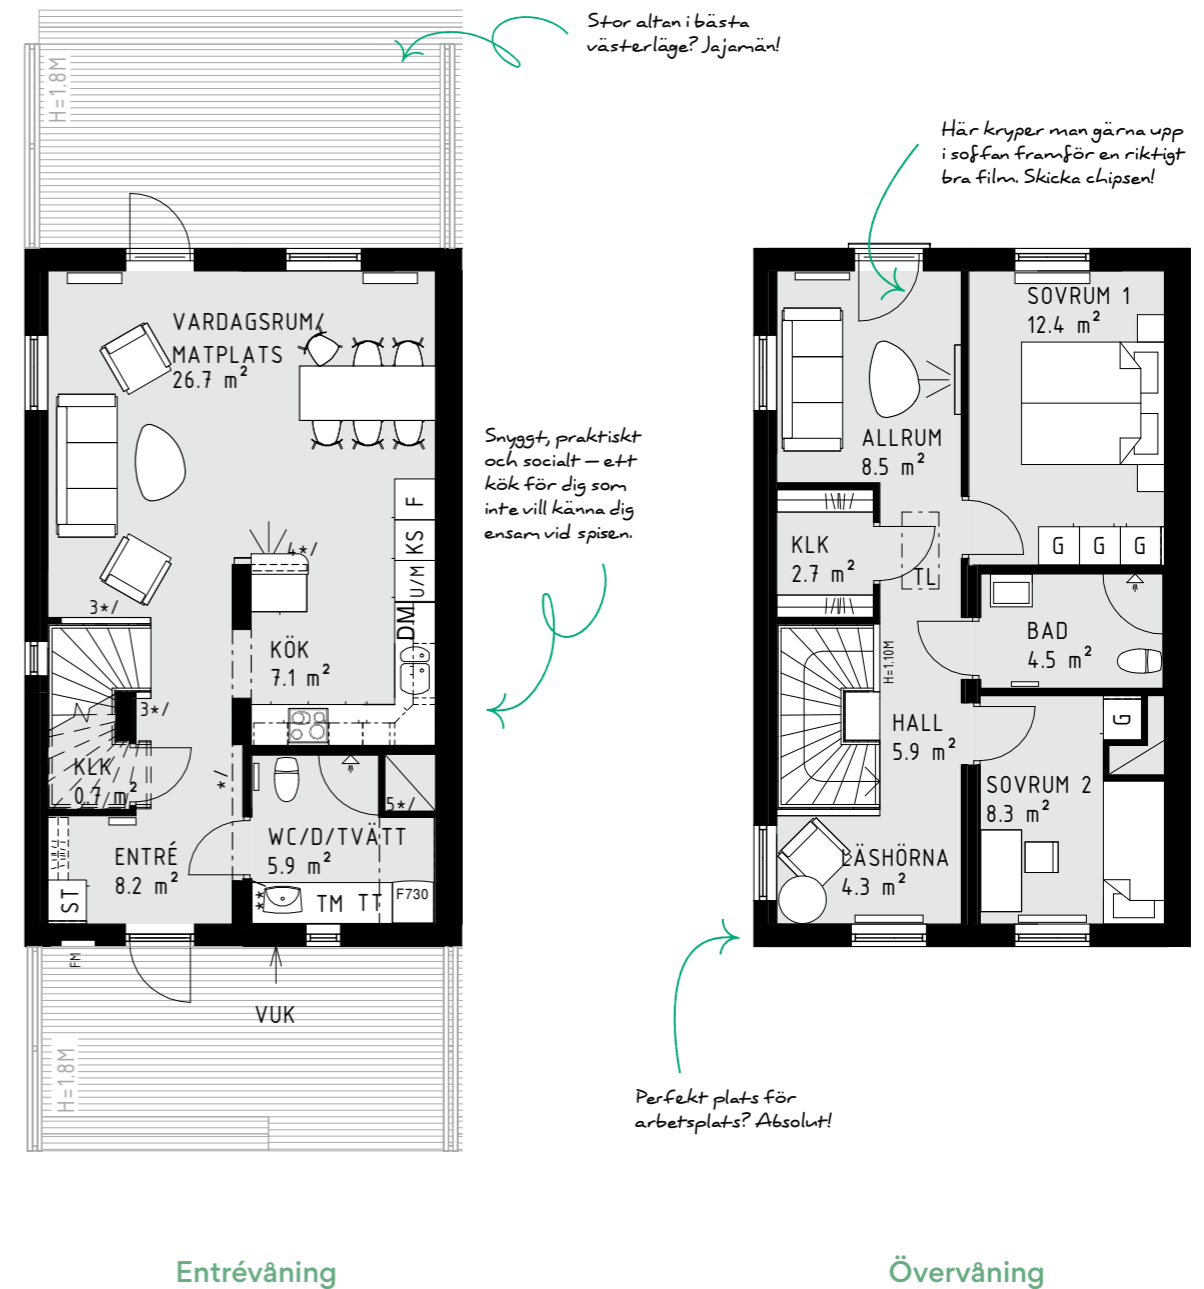 Stor altan i bästa
västerläge? Jajamän!
H=1.8M
Här kryper man gärna upp
i soffan framför en riktigt
bra film. Skicka chipsen!
VARDAGSRUM/
MATPLATS
26.7 m²
SOVRUM 1
12.4 m²
ALLRUM
8.5 m²
Snyggt, praktiskt
och socialt – ett
kök för dig som
inte vill känna dig
ensam vid spisen.
F
KS
U/M
DM
4*/
3*/
KÖK
7.1 m²
3*/
KLK
0.7 m²
*/
5*/
WC/D/TVÄTT
5.9 m²
ENTRÉ
8.2 m²
ST
**
TM TT
F730
FM
VUK
H=1.8M
KLK
2.7 m²
TL
G
G
G
BAD
4.5 m²
H=1.10M
HALL
5.9 m²
G
SOVRUM 2
8.3 m²
LÄSHÖRNA
4.3 m²
Perfekt plats för
arbetsplats? Absolut!
Entrévåning
Övervåning